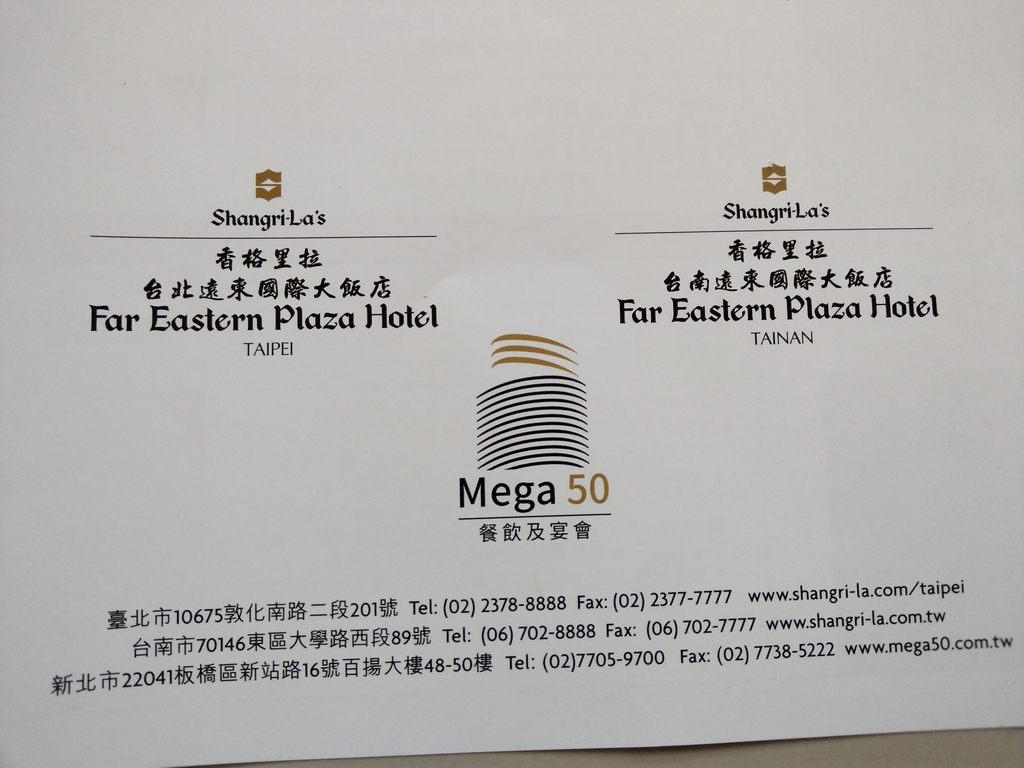 Shangri-La's
香格里拉
台北遠東國際大飯店
Far Eastern Plaza Hotel
TAIPEI
Shangri-La's
香格里拉
台南遠東國際大飯店
Far Eastern Plaza Hotel
TAINAN
Mega 50
餐飲及宴會
臺北市10675敦化南路二段201號 Tel: (02) 2378-8888 Fax: (02) 2377-7777 www.shangri-la.com/taipei
台南市70146東區大學路西段89號 Tel: (06) 702-8888 Fax: (06) 702-7777 www.shangri-la.com.tw
新北市22041板橋區新站路16號百揚大樓48-50樓 Tel: (02)7705-9700 Fax: (02) 7738-5222 www.mega50.com.tw